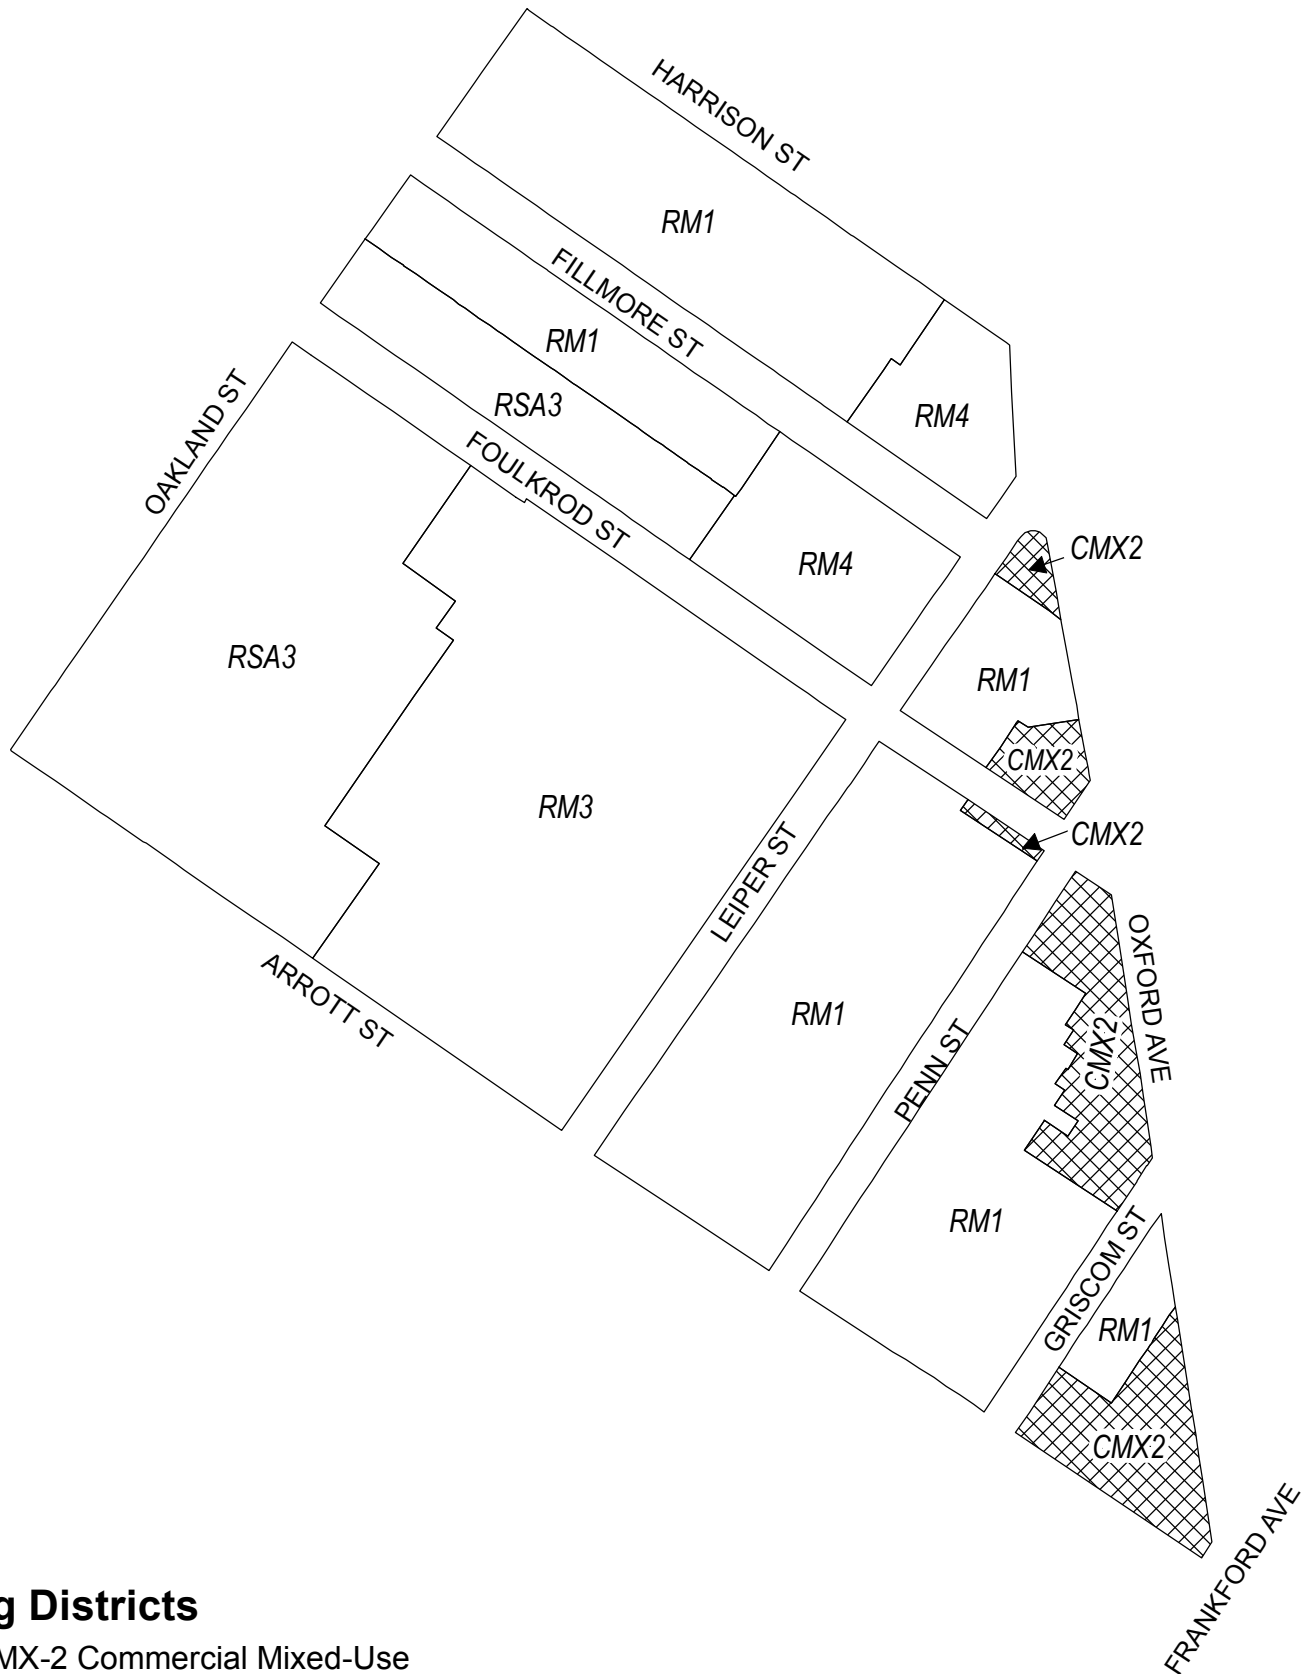 HARRISON ST
RM1
FILLMORE ST
RM1
RM4
OAKLAND ST
RSA3
FOULKROD ST
CMX2
RM4
RSA3
RM1
CMX2
RM3
CMX2
LEIPER ST
OXFORD AVE
RM1
CMX2
PENN ST
ARROTT ST
RM1
GRISCOM ST
RM1
CMX2
FRANKFORD AVE
g Districts
MX-2 Commercial Mixed-Use